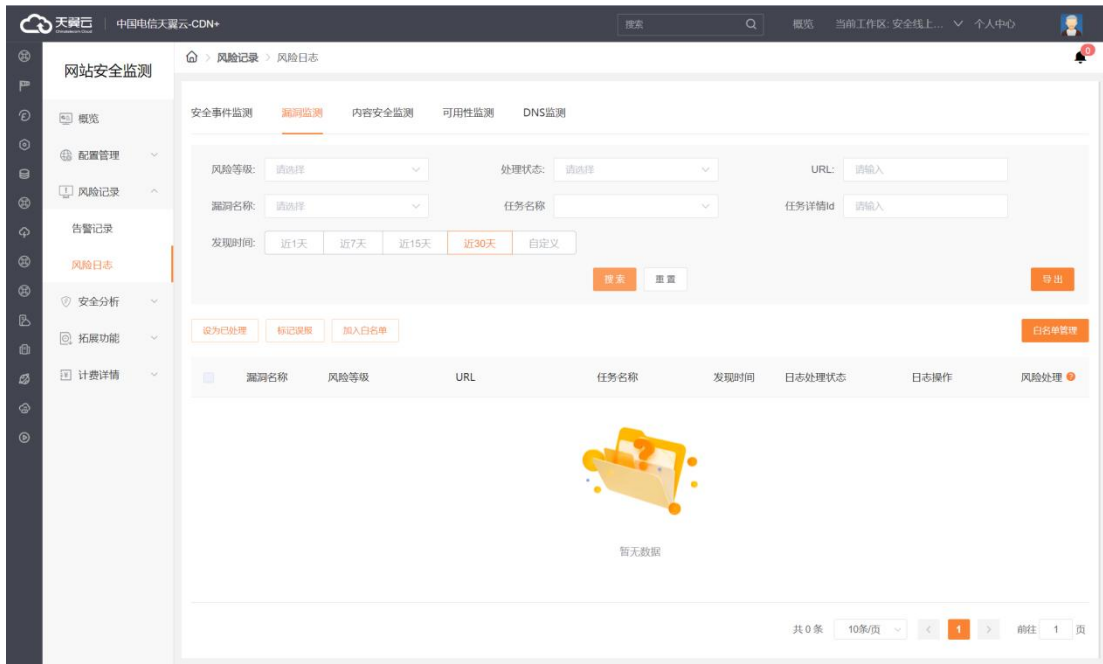 天翼云 中国电信天翼云-CDN+ 搜索 概览 当前工作区: 安全线上... 个人中心
网站安全监测
概览
配置管理
风险记录
告警记录
风险日志
安全分析
拓展功能
计费详情
> 风险记录 > 风险日志 0
安全事件监测 漏洞监测 内容安全监测 可用性监测 DNS监测
风险等级: 请选择 处理状态: 请选择 URL: 请输入
漏洞名称: 请选择 任务名称 任务详情Id 请输入
发现时间: 近1天 近7天 近15天 近30天 自定义
搜索 重置 导出
设为已处理 标记误报 加入白名单 白名单管理
漏洞名称 风险等级 URL 任务名称 发现时间 日志处理状态 日志操作 风险处理
暂无数据
共 0 条 10条/页 < 1 > 前往 1 页